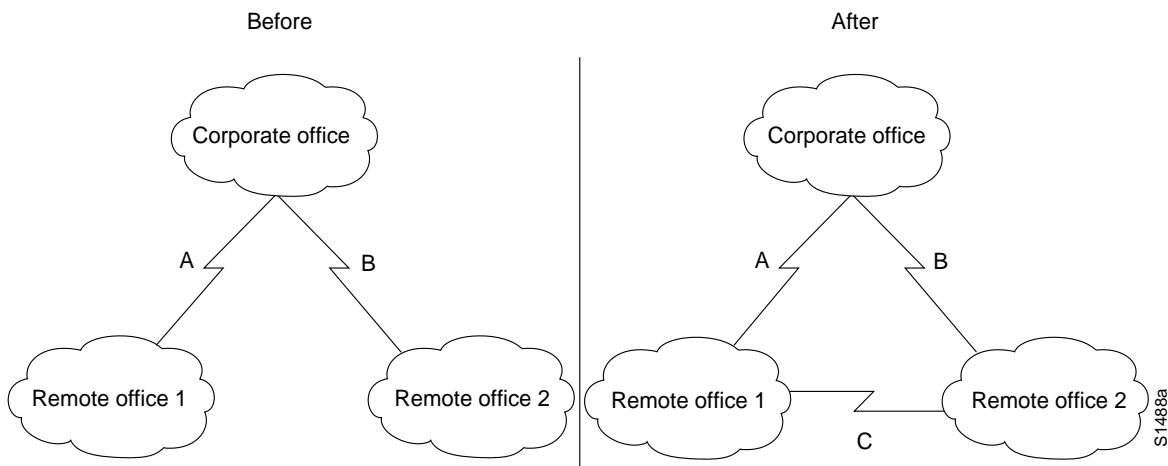 Before
After
Corporate office
Corporate office
A
B
A
B
Remote office 1
Remote office 2
Remote office 1
Remote office 2
C
S1488a